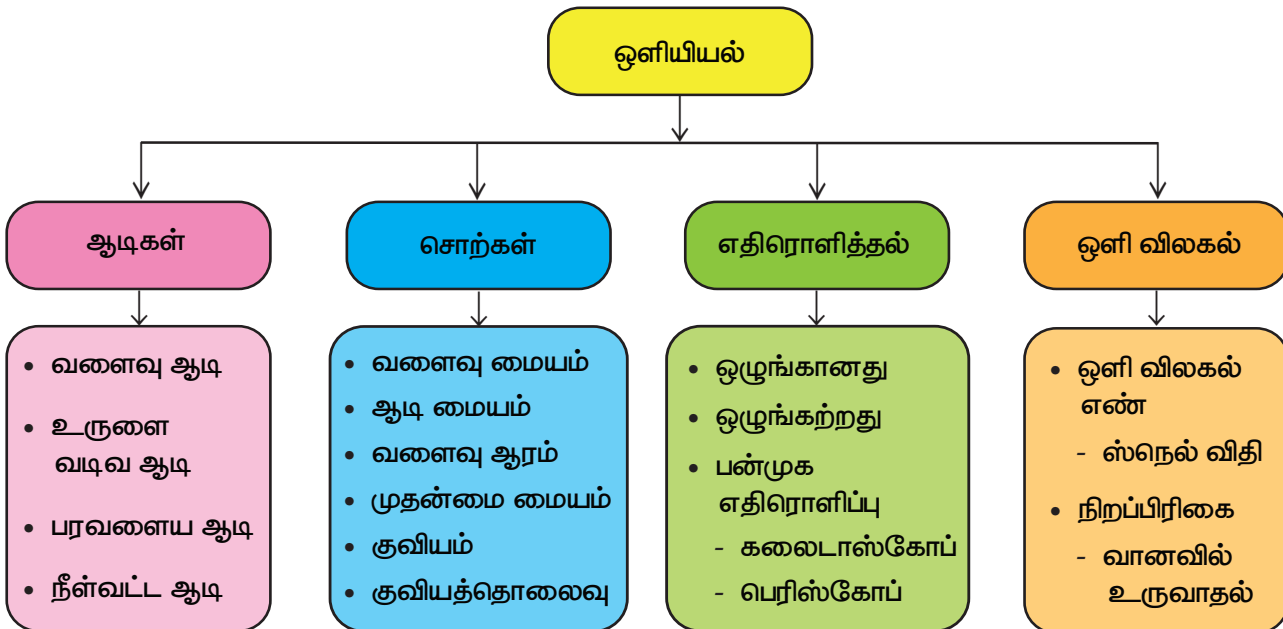 ஒளியியல்
ஆடிகள்
சொற்கள்
எதிரொளித்தல்
ஒளி விலகல்
• வளைவு ஆடி
• உருளை
வடிவ ஆடி
• பரவளைய ஆடி
• நீள்வட்ட ஆடி
• வளைவு மையம்
• ஆடி மையம்
• வளைவு ஆரம்
• முதன்மை மையம்
• குவியம்
• குவியத்தொலைவு
• ஒழுங்கானது
• ஒழுங்கற்றது
• பன்முக
எதிரொளிப்பு
- கலைடாஸ்கோப்
- பெரிஸ்கோப்
• ஒளி விலகல்
எண்
- ஸ்நெல் விதி
• நிறப்பிரிகை
- வானவில்
உருவாதல்